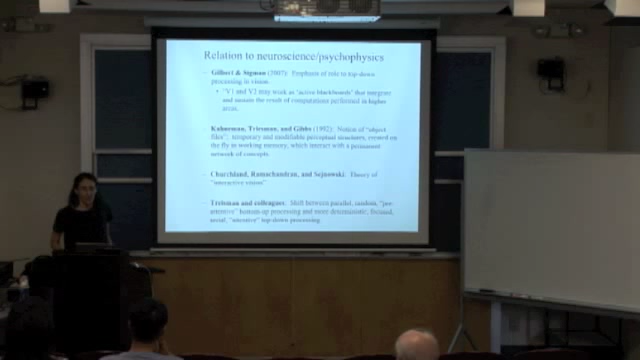 Relation to neuroscience/psychophysics
- Gilbert & Sigman (2007): Emphasis of role to top-down
processing in vision.
• "V1 and V2 may work as 'active blackboards' that integrate
and sustain the result of computations performed in higher
areas.
- Kahneman, Treisman, and Gibbs (1992): Notion of "object
files": temporary and modifiable perceptual structures, created on
the fly in working memory, which interact with a permanent
network of concepts.
- Churchland, Ramachandran, and Sejnowski: Theory of
"interactive vision"
- Treisman and colleagues: Shift between parallel, random, "pre-
attentive" bottom-up processing and more deterministic, focused,
serial, "attentive" top-down processing.